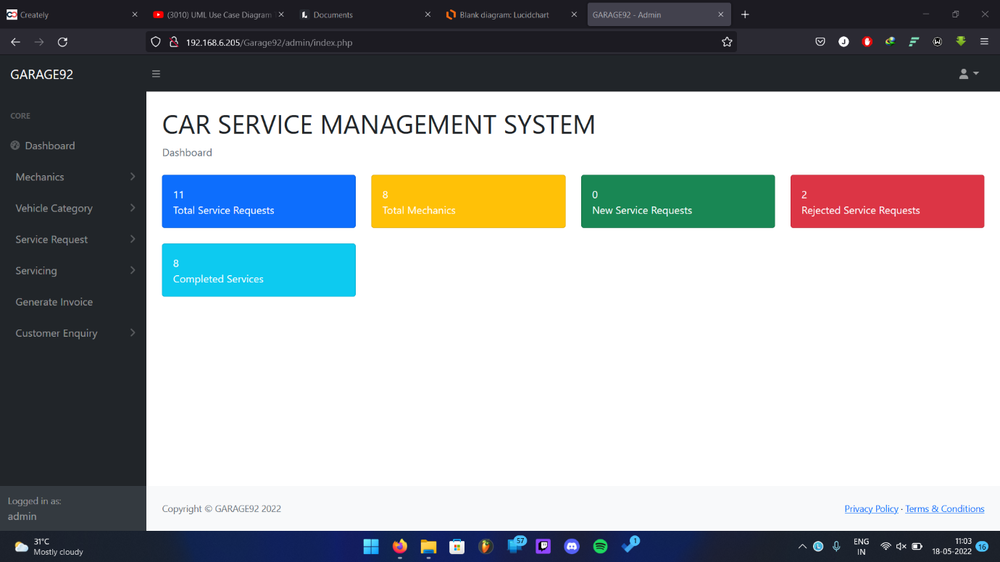 Creately
(3010) UML Use Case Diagram
Documents
Blank diagram: Lucidchart
GARAGE92 - Admin
192.168.6.205/Garage92/admin/index.php
GARAGE92
CORE
Dashboard
Mechanics
Vehicle Category
Service Request
Servicing
Generate Invoice
Customer Enquiry
Logged in as:
admin
CAR SERVICE MANAGEMENT SYSTEM
Dashboard
11
Total Service Requests
8
Total Mechanics
0
New Service Requests
2
Rejected Service Requests
8
Completed Services
Copyright © GARAGE92 2022
Privacy Policy · Terms & Conditions
31°C
Mostly cloudy
57
1
ENG
IN
11:03
18-05-2022
16